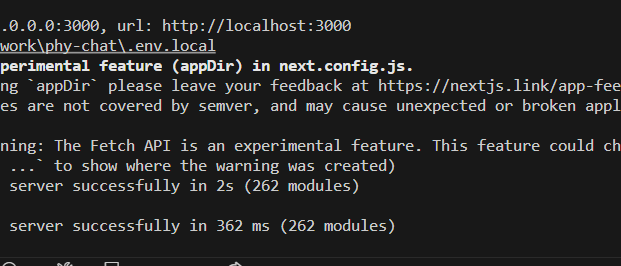 .0.0.0:3000, url: http://localhost:3000
work\phy-chat\.env.local
perimental feature (appDir) in next.config.js.
ng `appDir` please leave your feedback at https://nextjs.link/app-fee
es are not covered by semver, and may cause unexpected or broken appl
ning: The Fetch API is an experimental feature. This feature could ch
...` to show where the warning was created)
server successfully in 2s (262 modules)
server successfully in 362 ms (262 modules)